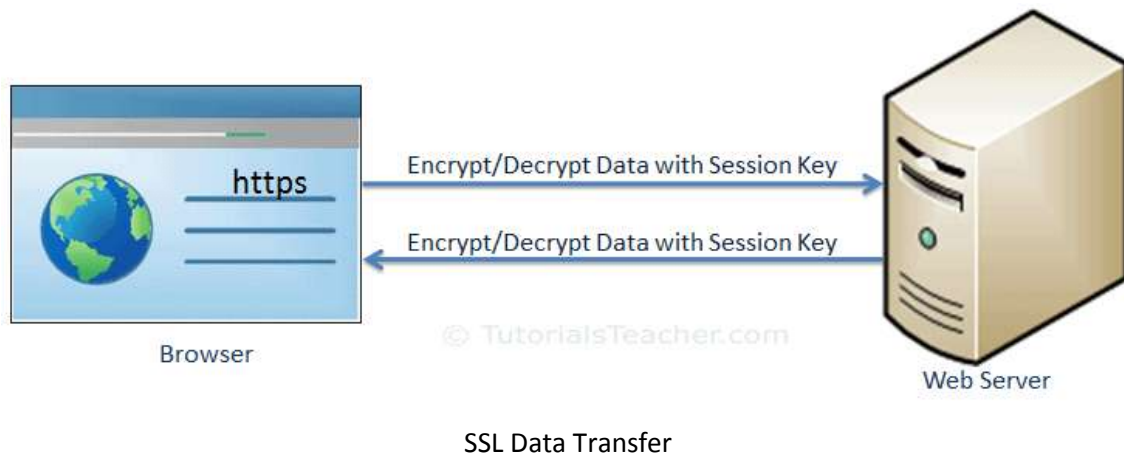 https
Encrypt/Decrypt Data with Session Key
Encrypt/Decrypt Data with Session Key
© TutorialsTeacher.com
Browser
Web Server
SSL Data Transfer